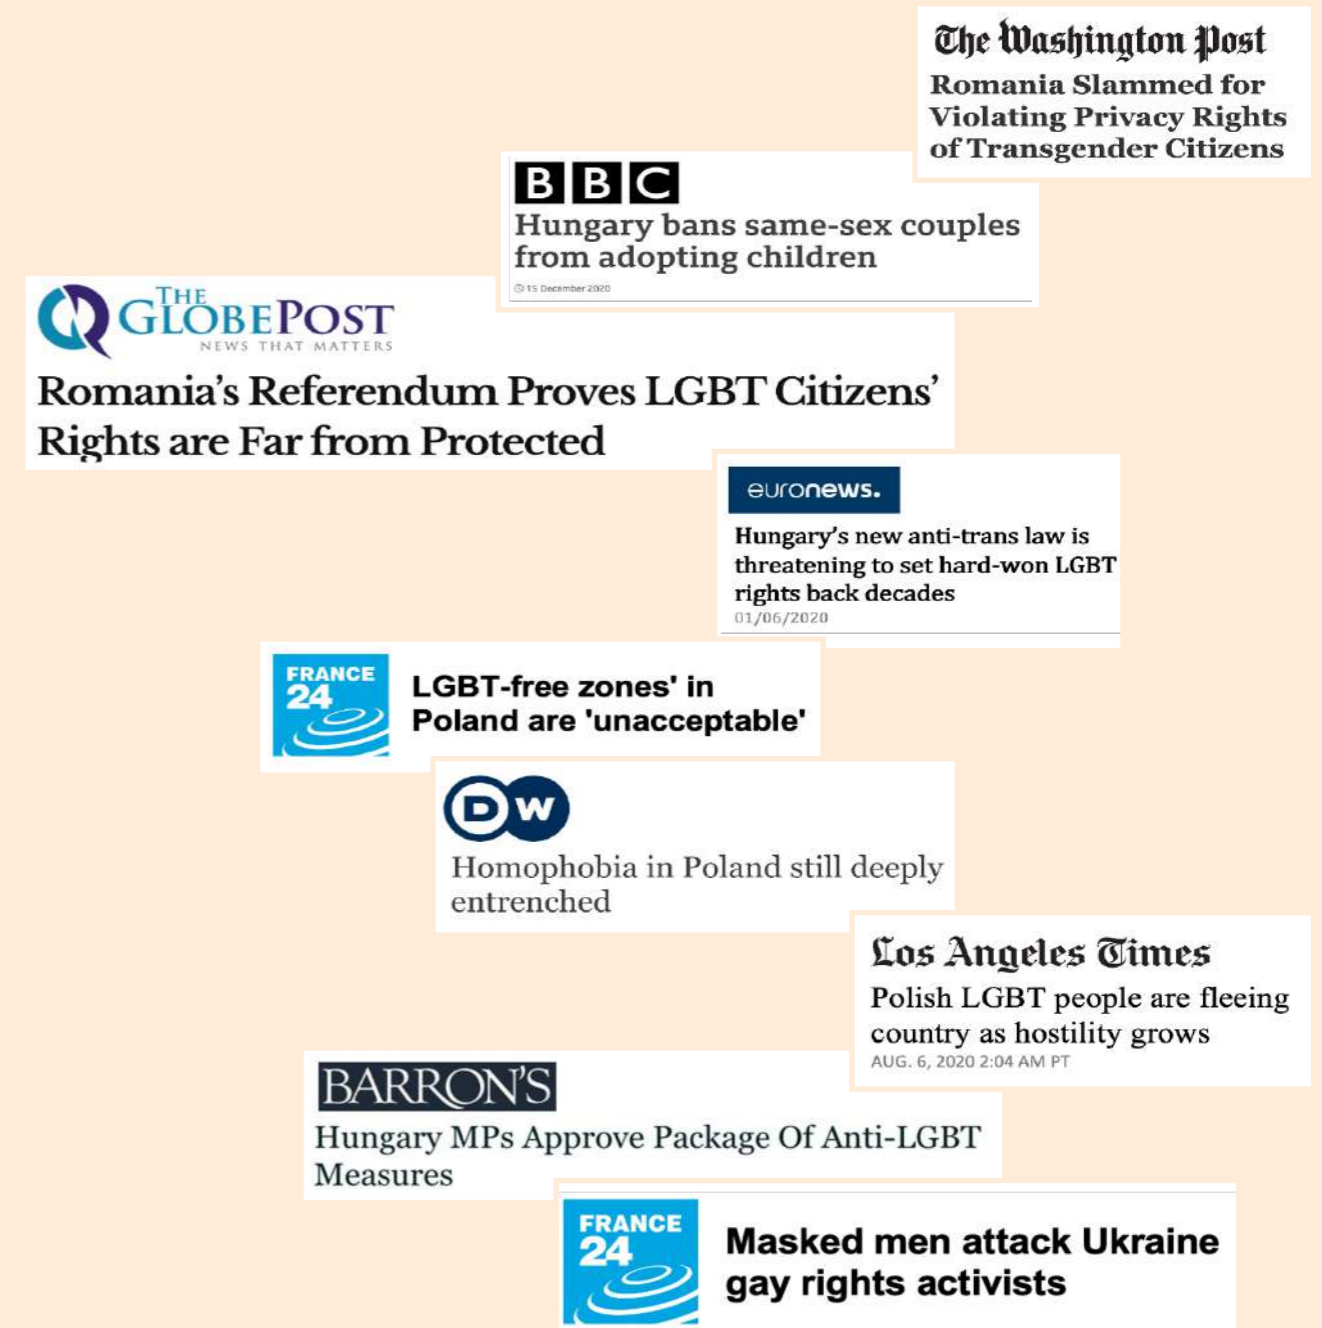 The Washington Post
Romania Slammed for
Violating Privacy Rights
of Transgender Citizens
BBC
Hungary bans same-sex couples
from adopting children
15 December 2020
THE
GLOBEPOST
NEWS THAT MATTERS
Romania's Referendum Proves LGBT Citizens'
Rights are Far from Protected
euronews.
Hungary's new anti-trans law is
threatening to set hard-won LGBT
rights back decades
01/06/2020
FRANCE
24
LGBT-free zones' in
Poland are 'unacceptable'
DW
Homophobia in Poland still deeply
entrenched
Los Angeles Times
Polish LGBT people are fleeing
country as hostility grows
AUG. 6, 2020 2:04 AM PT
BARRON'S
Hungary MPs Approve Package Of Anti-LGBT
Measures
FRANCE
24
Masked men attack Ukraine
gay rights activists